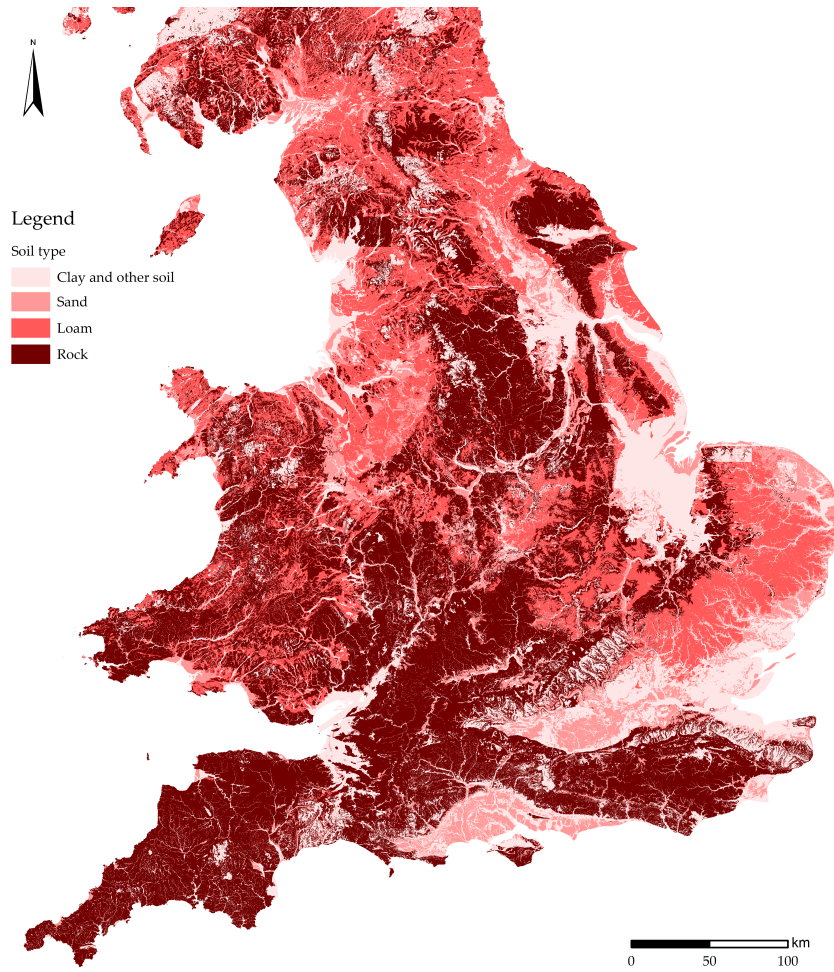 N
Legend
Soil type
Clay and other soil
Sand
Loam
Rock
km
0 50 100